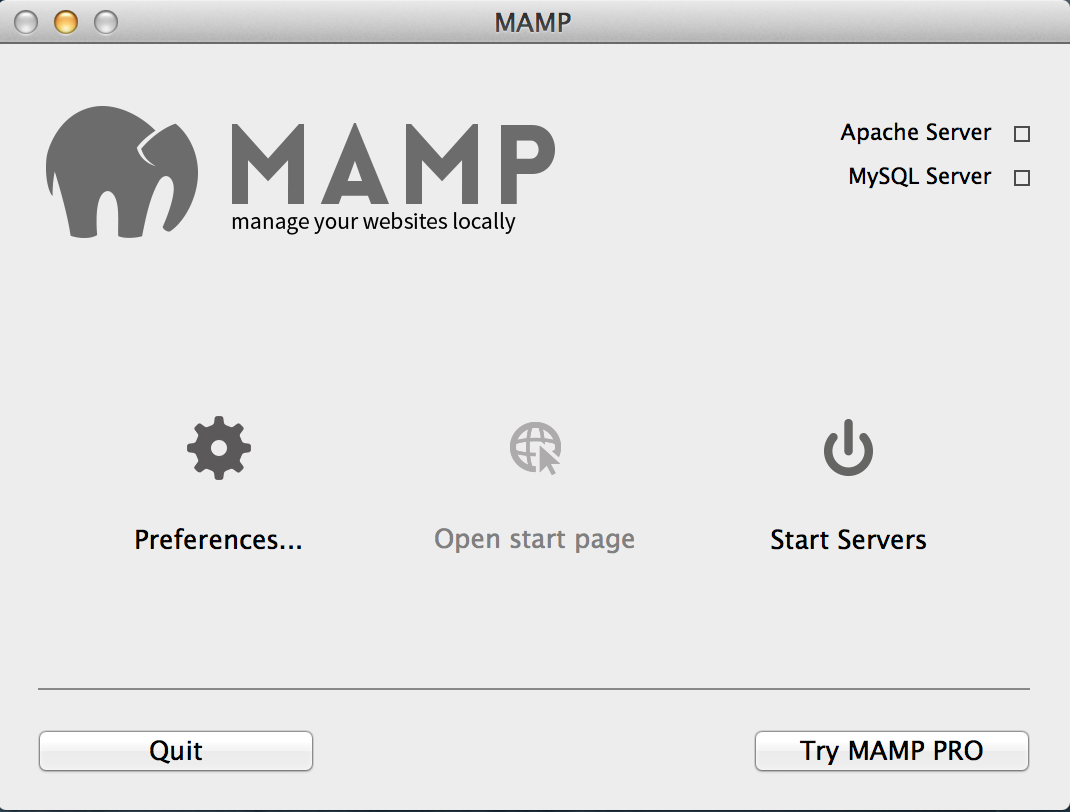 MAMP
MAMP
manage your websites locally
Apache Server
MySQL Server
Preferences...
Open start page
Start Servers
Quit
Try MAMP PRO